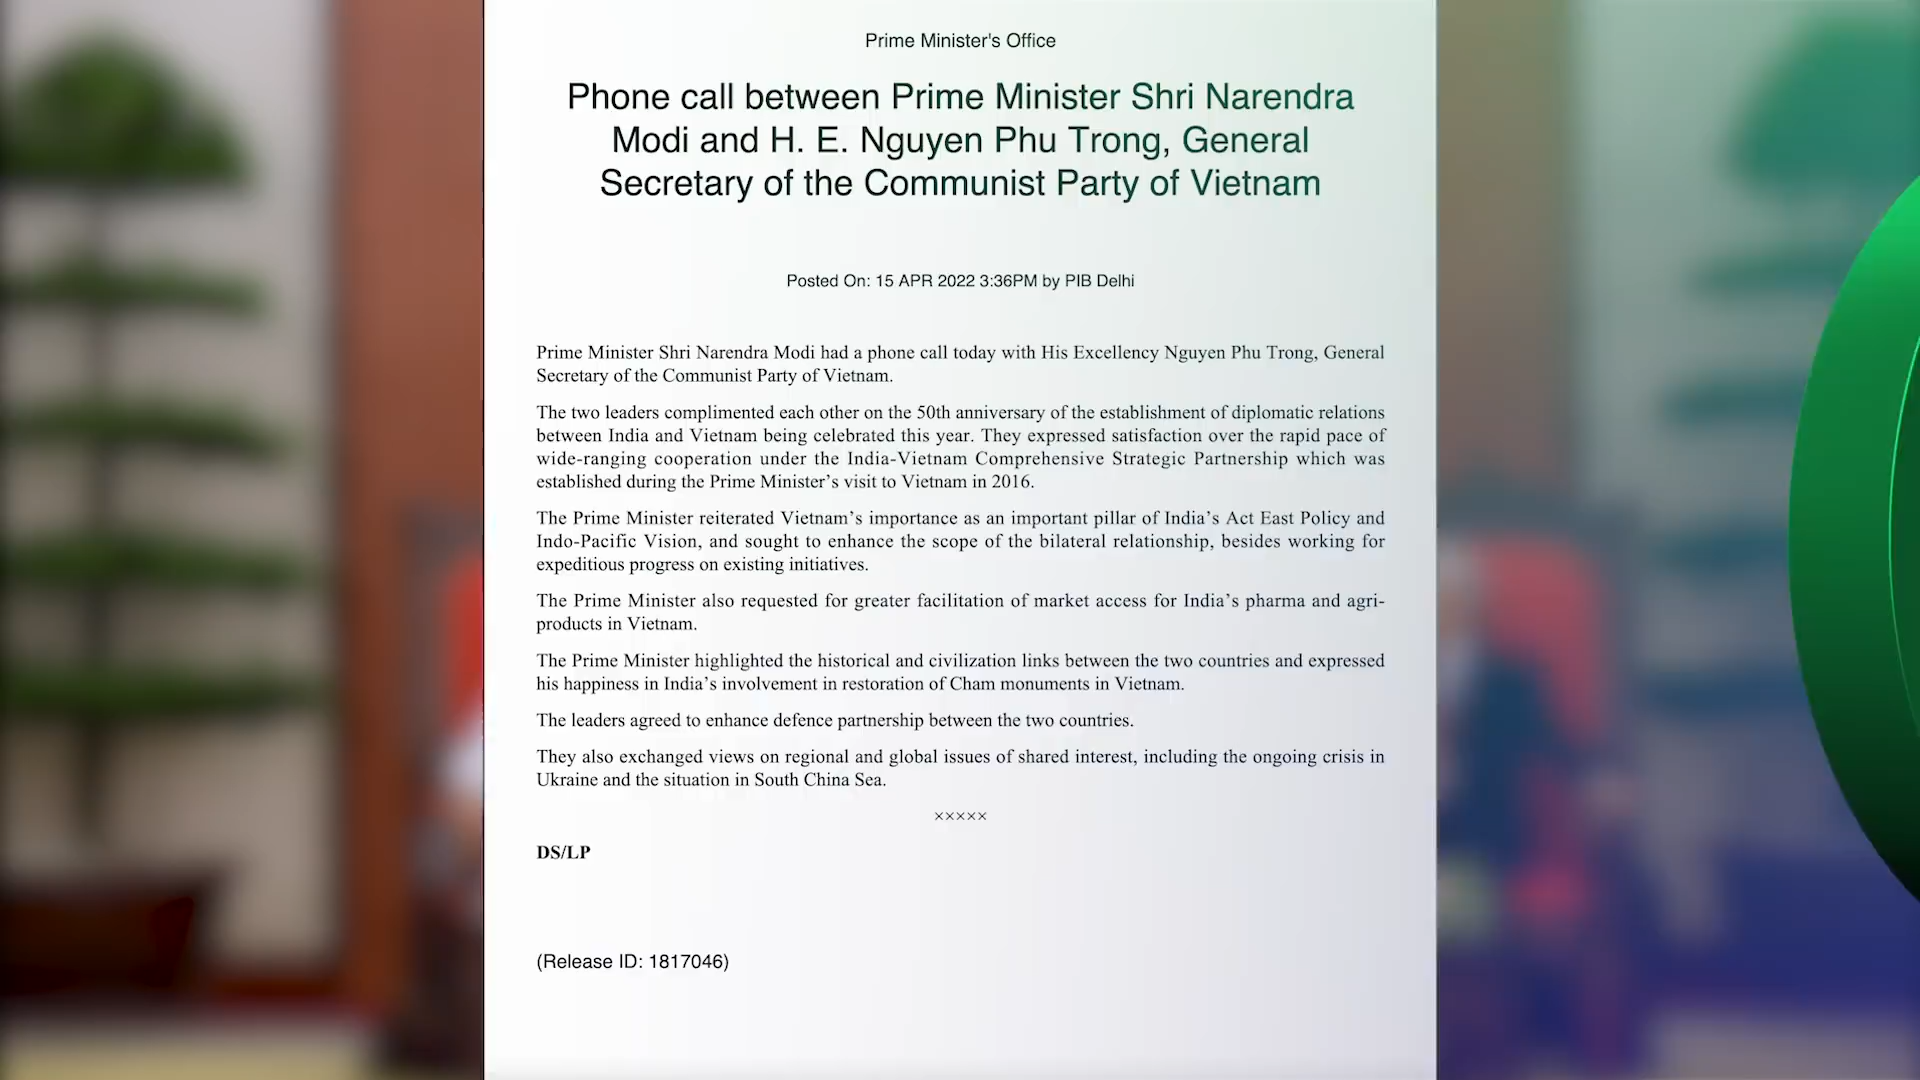 Prime Minister's Office
Phone call between Prime Minister Shri Narendra
Modi and H. E. Nguyen Phu Trong, General
Secretary of the Communist Party of Vietnam
Posted On: 15 APR 2022 3:36PM by PIB Delhi
Prime Minister Shri Narendra Modi had a phone call today with His Excellency Nguyen Phu Trong, General
Secretary of the Communist Party of Vietnam.
The two leaders complimented each other on the 50th anniversary of the establishment of diplomatic relations
between India and Vietnam being celebrated this year. They expressed satisfaction over the rapid pace of
wide-ranging cooperation under the India-Vietnam Comprehensive Strategic Partnership which was
established during the Prime Minister’s visit to Vietnam in 2016.
The Prime Minister reiterated Vietnam’s importance as an important pillar of India’s Act East Policy and
Indo-Pacific Vision, and sought to enhance the scope of the bilateral relationship, besides working for
expeditious progress on existing initiatives.
The Prime Minister also requested for greater facilitation of market access for India’s pharma and agri-
products in Vietnam.
The Prime Minister highlighted the historical and civilization links between the two countries and expressed
his happiness in India’s involvement in restoration of Cham monuments in Vietnam.
The leaders agreed to enhance defence partnership between the two countries.
They also exchanged views on regional and global issues of shared interest, including the ongoing crisis in
Ukraine and the situation in South China Sea.
×××××
DS/LP
(Release ID: 1817046)